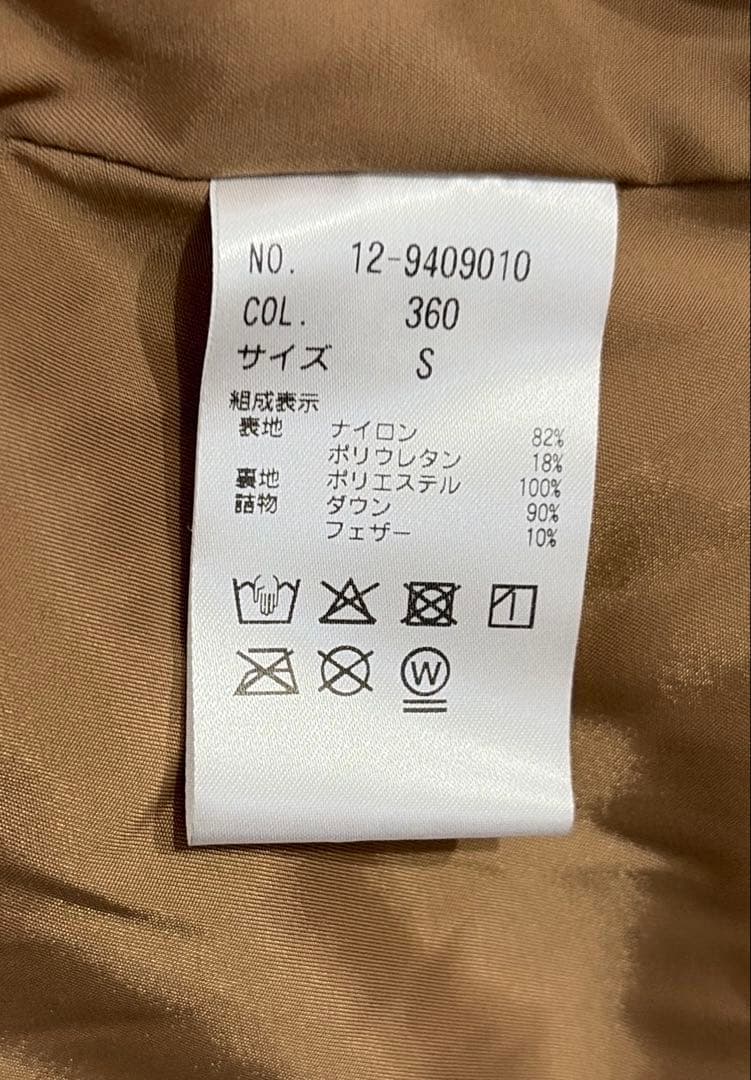 NO. 12-9409010
COL. 360
サイズ S
組成表示
表地 ナイロン 82%
ポリウレタン 18%
裏地 ポリエステル 100%
詰物 ダウン 90%
フェザー 10%
W